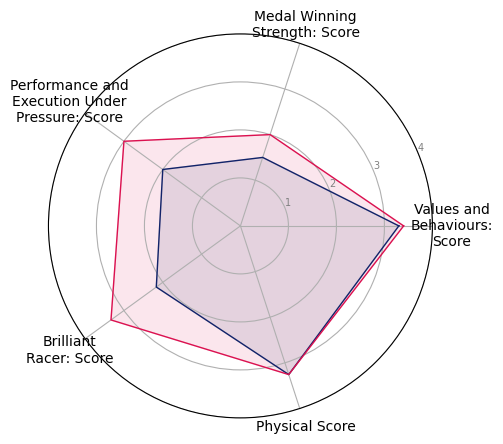 Medal Winning
Strength: Score
Performance and
Execution Under
Pressure: Score
4
3
2
1
Values and
Behaviours:
Score
Brilliant
Racer: Score
Physical Score